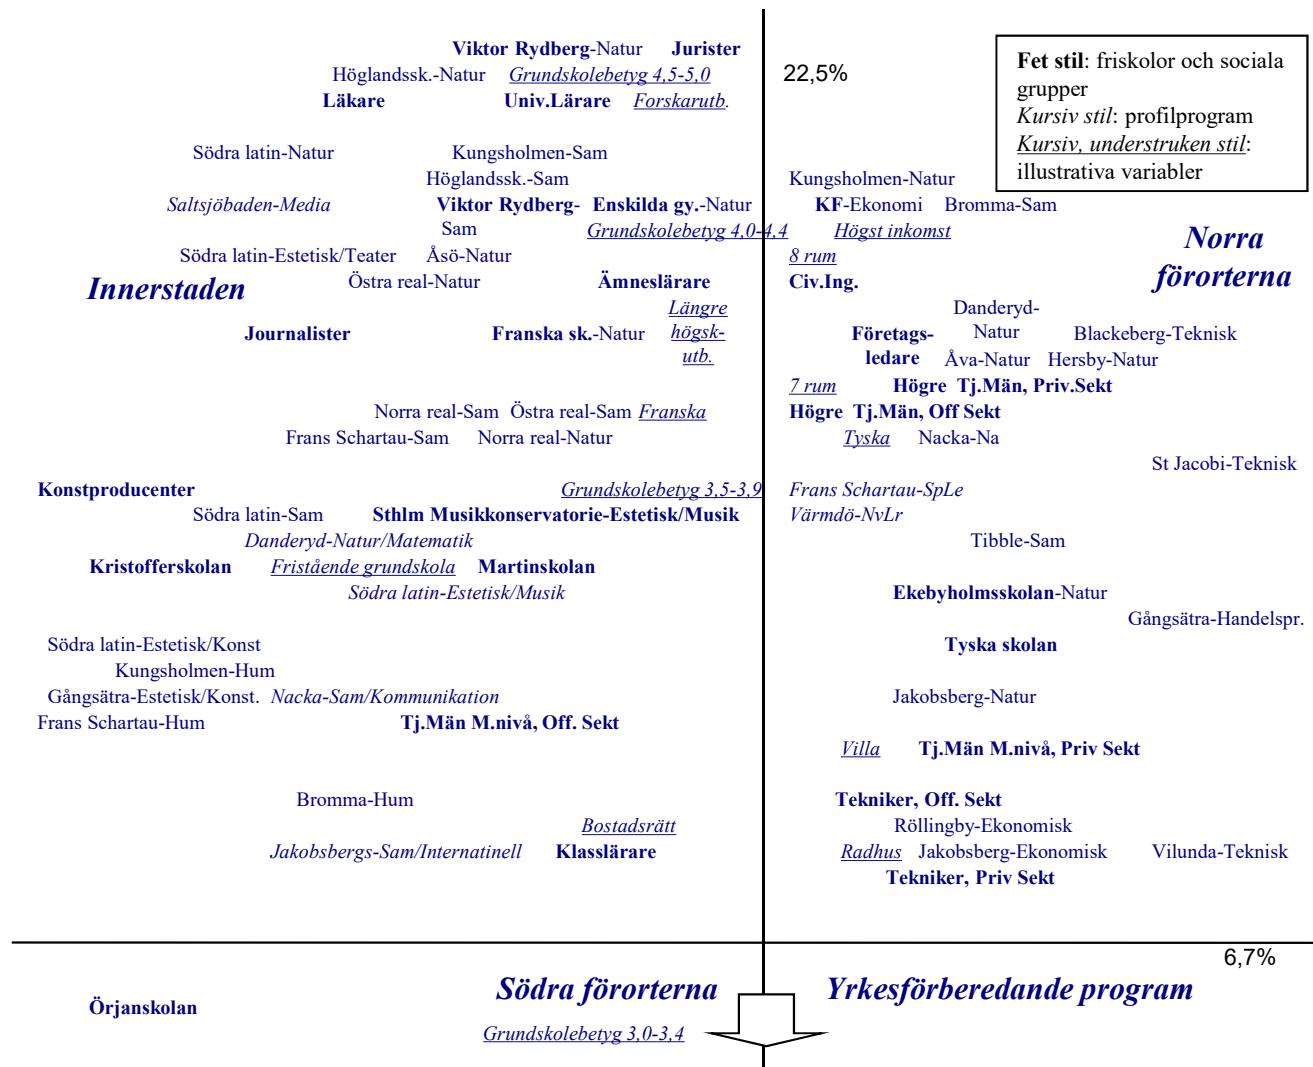 Viktor Rydberg-Natur Jurister
Höglandssk.-Natur Grundskolebetyg 4,5-5,0 22,5%
Läkare Univ.Lärare Forskarutb.
Fet stil: friskolor och sociala
grupper
Kursiv stil: profilprogram
Kursiv, understruken stil:
illustrativa variabler
Södra latin-Natur Kungsholmen-Sam
Höglandssk.-Sam Kungsholmen-Natur
Saltsjöbaden-Media Viktor Rydberg- Enskilda gy.-Natur KF-Ekonomi Bromma-Sam
Sam Grundskolebetyg 4,0-4,4 Högst inkomst
Norra
förorterna
Södra latin-Estetisk/Teater Åsö-Natur 8 rum
Innerstaden Östra real-Natur Ämneslärare Civ.Ing.
Längre
högsk-
utb.
Danderyd-
Natur
Journalister Franska sk.-Natur Företags-
ledare
Blackeberg-Teknisk
Åva-Natur Hersby-Natur
7 rum Högre Tj.Män, Priv.Sekt
Norra real-Sam Östra real-Sam Franska Högre Tj.Män, Off Sekt
Frans Schartau-Sam Norra real-Natur Tyska Nacka-Na
St Jacobi-Teknisk
Konstproducenter Grundskolebetyg 3,5-3,9 Frans Schartau-SpLe
Södra latin-Sam Sthlm Musikkonservatorie-Estetisk/Musik Värmdö-NvLr
Danderyd-Natur/Matematik Tibble-Sam
Kristofferskolan Fristående grundskola Martinskolan
Södra latin-Estetisk/Musik Ekebyholmsskolan-Natur
Gångsätra-Handelspr.
Södra latin-Estetisk/Konst Tyska skolan
Kungsholmen-Hum
Gångsätra-Estetisk/Konst. Nacka-Sam/Kommunikation Jakobsberg-Natur
Frans Schartau-Hum Tj.Män M.nivå, Off. Sekt
Villa Tj.Män M.nivå, Priv Sekt
Bromma-Hum Tekniker, Off. Sekt
Bostadsrätt Röllingby-Ekonomisk
Jakobsbergs-Sam/Internatinell Klasslärare Radhus Jakobsberg-Ekonomisk Vilunda-Teknisk
Tekniker, Priv Sekt
6,7%
Södra förorterna Yrkesförberedande program
Örjanskolan
Grundskolebetyg 3,0-3,4